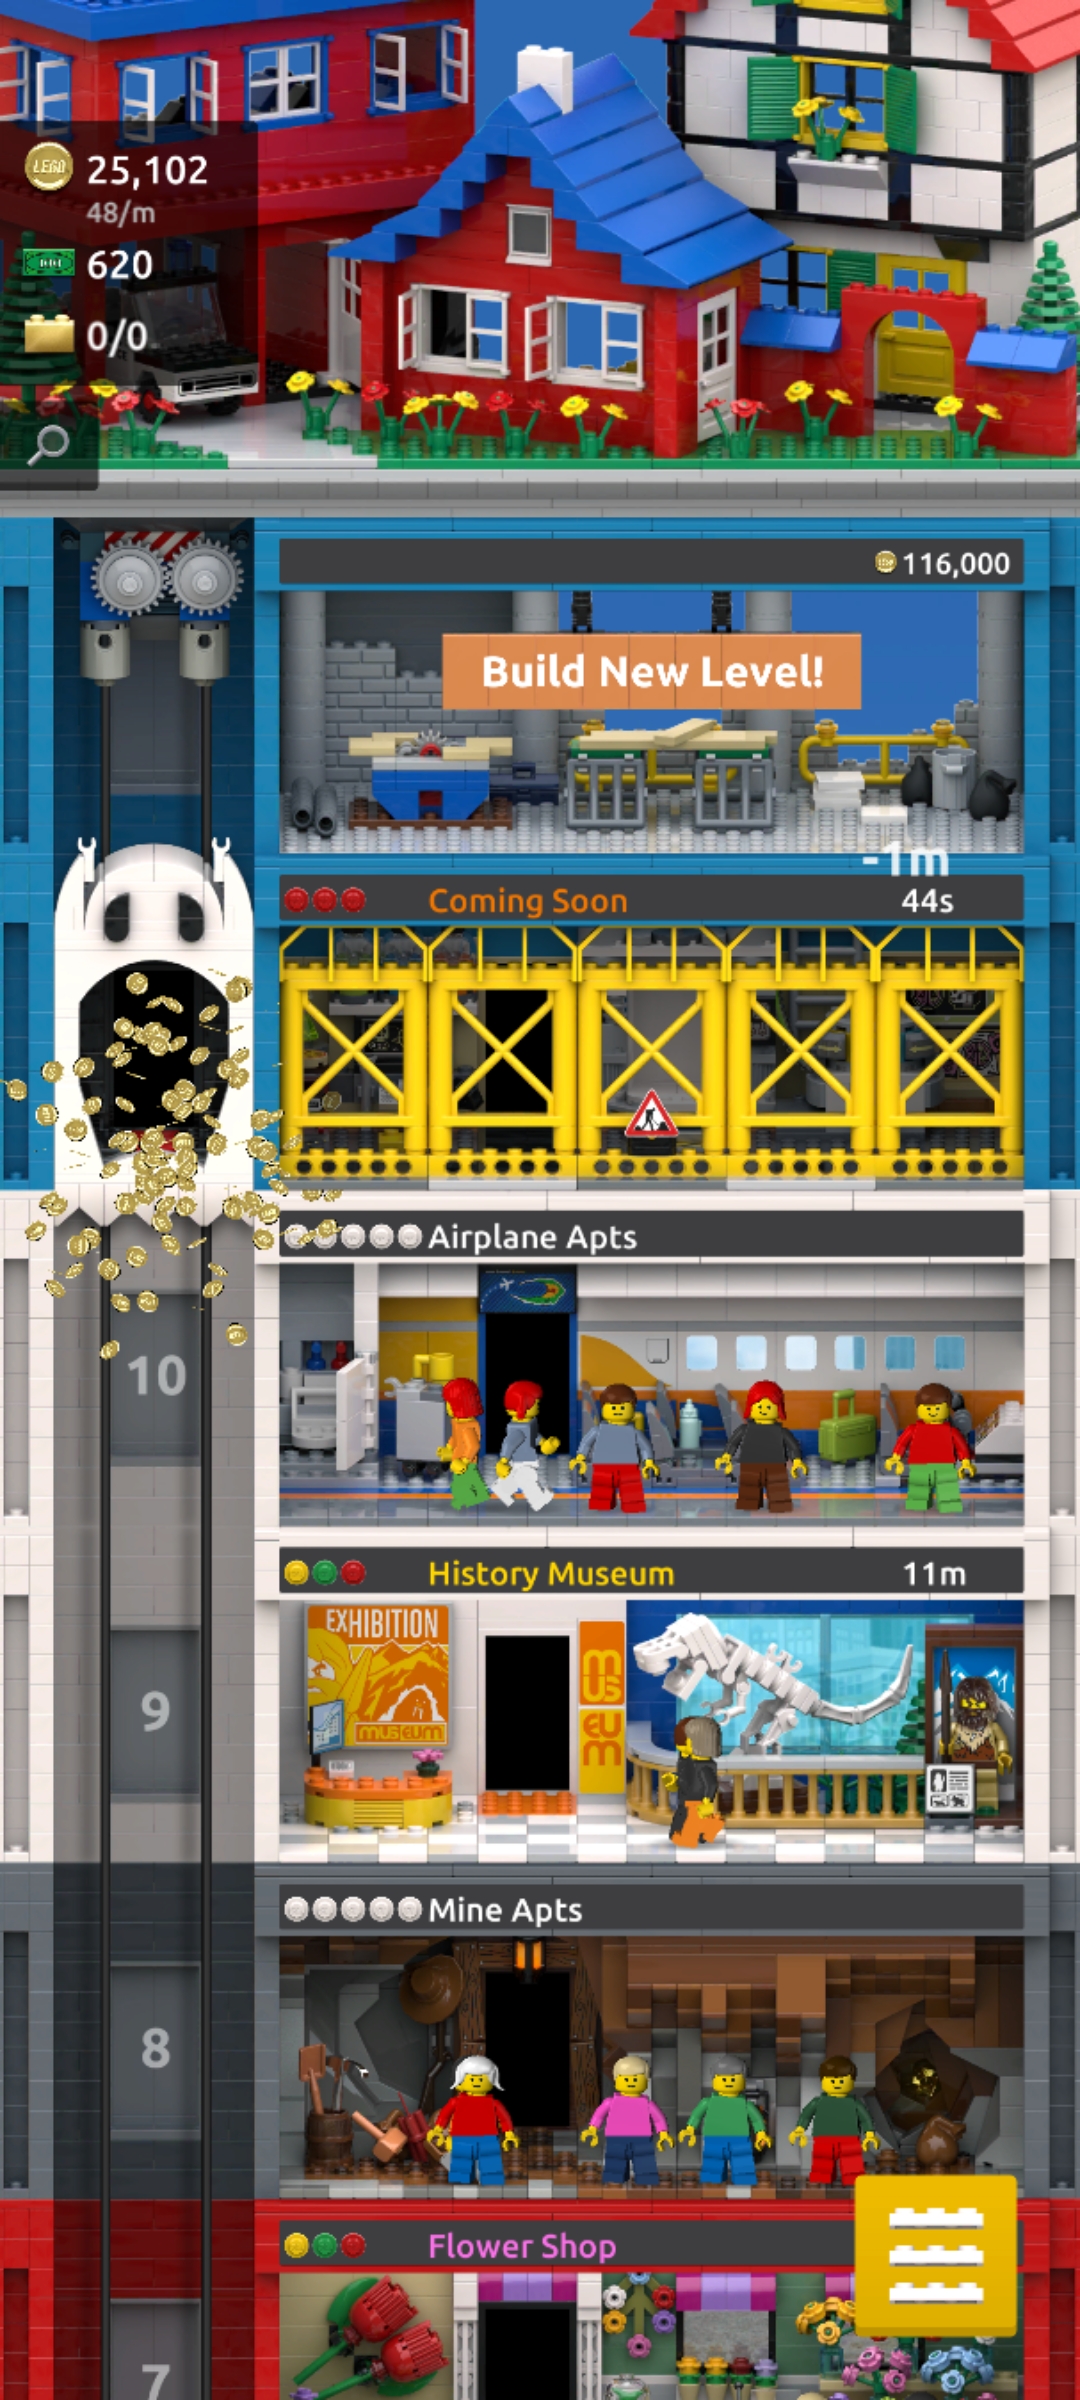 LEGO 25,102
48/m
620
0/0
116,000
Build New Level!
-1m
Coming Soon 44s
Airplane Apts
10
History Museum 11m
EXHIBITION
MUSEUM
MUS
EUM
9
Mine Apts
8
Flower Shop
7